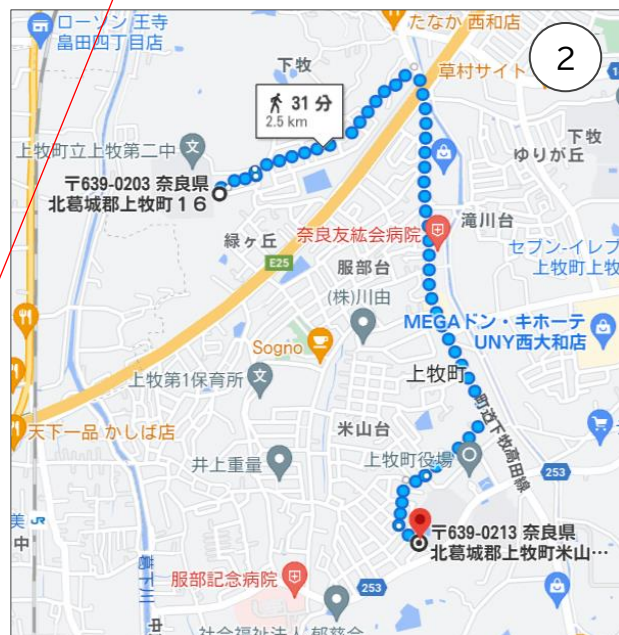 ローソン 王寺
畠田四丁目店
たなか 西和店
2
下牧
草村サイト
31 分
2.5 km
下牧
上牧町立上牧第二中
ゆりが丘
〒639-0203 奈良県
北葛城郡上牧町16
滝川台
奈良友紘会病院
緑ヶ丘
セブン-イレブ
上牧町上牧
E25
服部台
(株)川由
MEGAドン・キホーテ
UNY西大和店
Sogno
上牧町
上牧第1保育所
町道下牧高田線
天下一品 かしば店
米山台
上牧町役場
井上重量
253
美
JR
中
〒639-0213 奈良県
北葛城郡上牧町米山…
葛下川
服部記念病院
253
中
社会福祉法人 郁慈会